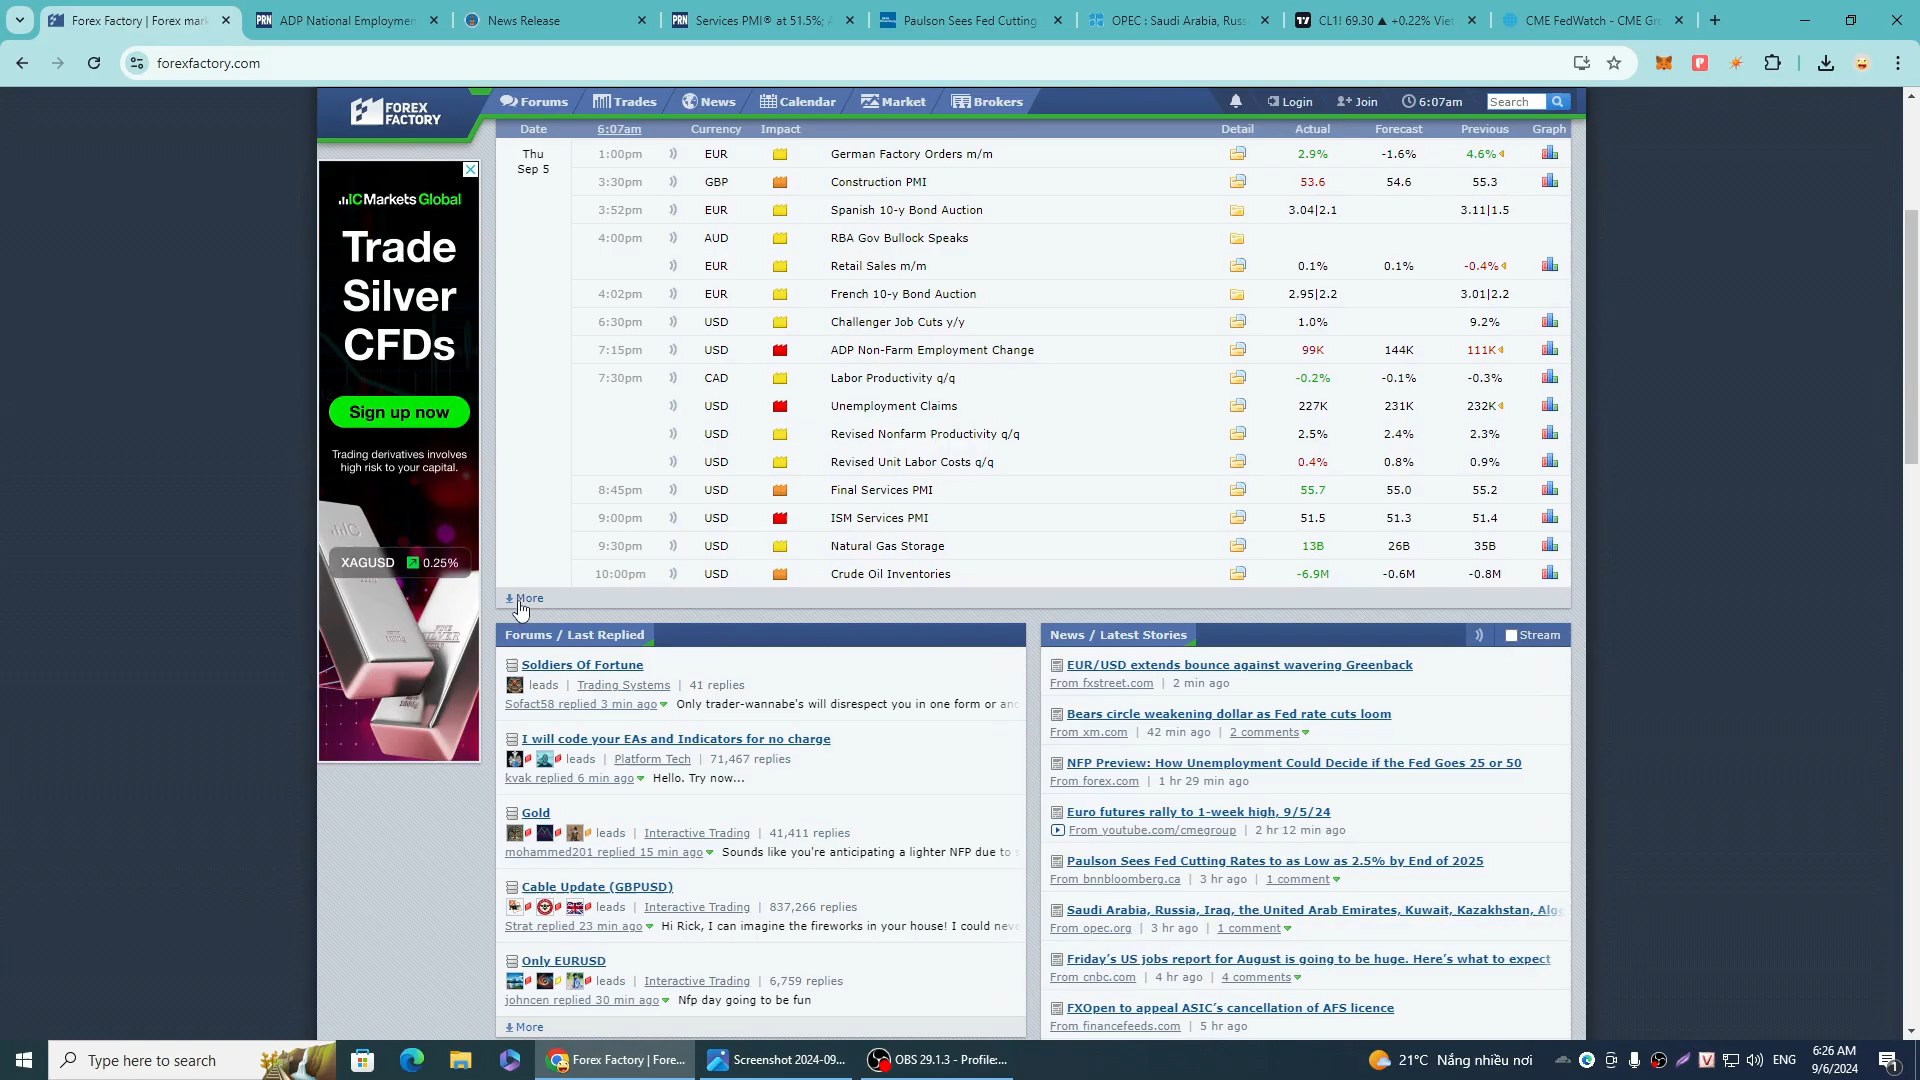 Forex Factory | Forex mark
ADP National Employmen
News Release
Services PMI® at 51.5%; A
Paulson Sees Fed Cutting
OPEC : Saudi Arabia, Russ
CL1! 69.30 ▲ +0.22% Viet
CME FedWatch - CME Gro
forexfactory.com
FOREX FACTORY
Forums Trades News Calendar Market Brokers
Login Join 6:07am Search
Date 6:07am Currency Impact Detail Actual Forecast Previous Graph
Thu Sep 5 1:00pm EUR German Factory Orders m/m 2.9% -1.6% 4.6%
3:30pm GBP Construction PMI 53.6 54.6 55.3
3:52pm EUR Spanish 10-y Bond Auction 3.04|2.1 3.11|1.5
4:00pm AUD RBA Gov Bullock Speaks
EUR Retail Sales m/m 0.1% 0.1% -0.4%
4:02pm EUR French 10-y Bond Auction 2.95|2.2 3.01|2.2
6:30pm USD Challenger Job Cuts y/y 1.0% 9.2%
7:15pm USD ADP Non-Farm Employment Change 99K 144K 111K
7:30pm CAD Labor Productivity q/q -0.2% -0.1% -0.3%
USD Unemployment Claims 227K 231K 232K
USD Revised Nonfarm Productivity q/q 2.5% 2.4% 2.3%
USD Revised Unit Labor Costs q/q 0.4% 0.8% 0.9%
8:45pm USD Final Services PMI 55.7 55.0 55.2
9:00pm USD ISM Services PMI 51.5 51.3 51.4
9:30pm USD Natural Gas Storage 13B 26B 35B
10:00pm USD Crude Oil Inventories -6.9M -0.6M -0.8M
More
IC Markets Global
Trade
Silver
CFDs
Sign up now
Trading derivatives involves
high risk to your capital.
XAGUSD 0.25%
Forums / Last Replied
Soldiers Of Fortune
leads | Trading Systems | 41 replies
Sofact58 replied 3 min ago Only trader-wannabe's will disrespect you in one form or an
I will code your EAs and Indicators for no charge
leads | Platform Tech | 71,467 replies
kvak replied 6 min ago Hello. Try now...
Gold
leads | Interactive Trading | 41,411 replies
mohammed201 replied 15 min ago Sounds like you're anticipating a lighter NFP due to s
Cable Update (GBPUSD)
leads | Interactive Trading | 837,266 replies
Strat replied 23 min ago Hi Rick, I can imagine the fireworks in your house! I could neve
Only EURUSD
leads | Interactive Trading | 6,759 replies
johncen replied 30 min ago Nfp day going to be fun
More
News / Latest Stories Stream
EUR/USD extends bounce against wavering Greenback
From fxstreet.com | 2 min ago
Bears circle weakening dollar as Fed rate cuts loom
From xm.com | 42 min ago | 2 comments
NFP Preview: How Unemployment Could Decide if the Fed Goes 25 or 50
From forex.com | 1 hr 29 min ago
Euro futures rally to 1-week high, 9/5/24
From youtube.com/cmegroup | 2 hr 12 min ago
Paulson Sees Fed Cutting Rates to as Low as 2.5% by End of 2025
From bnnbloomberg.ca | 3 hr ago | 1 comment
Saudi Arabia, Russia, Iraq, the United Arab Emirates, Kuwait, Kazakhstan, Alg
From opec.org | 3 hr ago | 1 comment
Friday's US jobs report for August is going to be huge. Here's what to expect
From cnbc.com | 4 hr ago | 4 comments
FXOpen to appeal ASIC's cancellation of AFS licence
From financefeeds.com | 5 hr ago
Type here to search
Forex Factory | Fore...
Screenshot 2024-09...
OBS 29.1.3 - Profile:...
21°C Nắng nhiều nơi
ENG
6:26 AM
9/6/2024